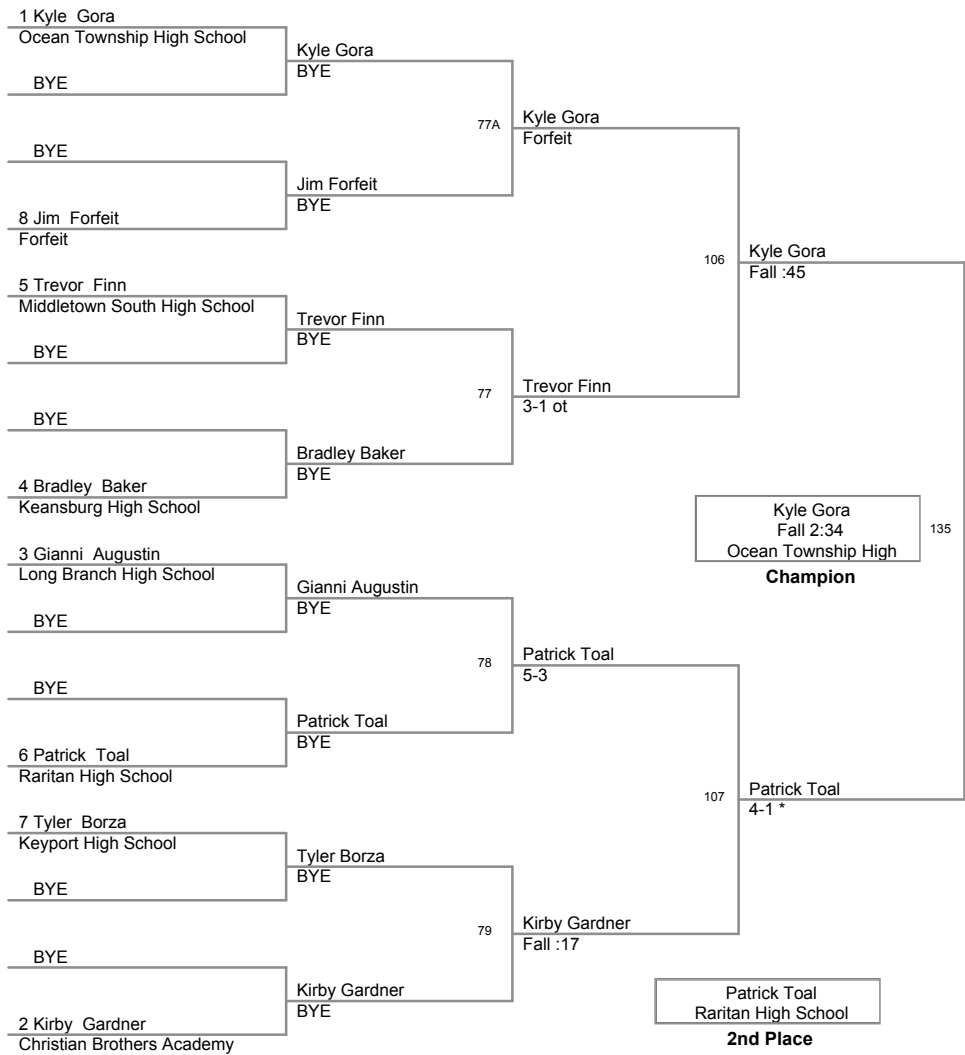 1 Kyle Gora
Ocean Township High School
BYE
BYE
8 Jim Forfeit
Forfeit
5 Trevor Finn
Middletown South High School
BYE
BYE
4 Bradley Baker
Keansburg High School
3 Gianni Augustin
Long Branch High School
BYE
BYE
6 Patrick Toal
Raritan High School
7 Tyler Borza
Keyport High School
BYE
BYE
2 Kirby Gardner
Christian Brothers Academy
Kyle Gora
BYE
Jim Forfeit
BYE
Trevor Finn
BYE
Bradley Baker
BYE
Gianni Augustin
BYE
Patrick Toal
BYE
Tyler Borza
BYE
Kirby Gardner
BYE
77A
77
78
79
Kyle Gora
Forfeit
Trevor Finn
3-1 ot
Patrick Toal
5-3
Kirby Gardner
Fall :17
106
107
Kyle Gora
Fall :45
Patrick Toal
4-1 *
Kyle Gora
Fall 2:34
Ocean Township High
Champion
135
Patrick Toal
Raritan High School
2nd Place